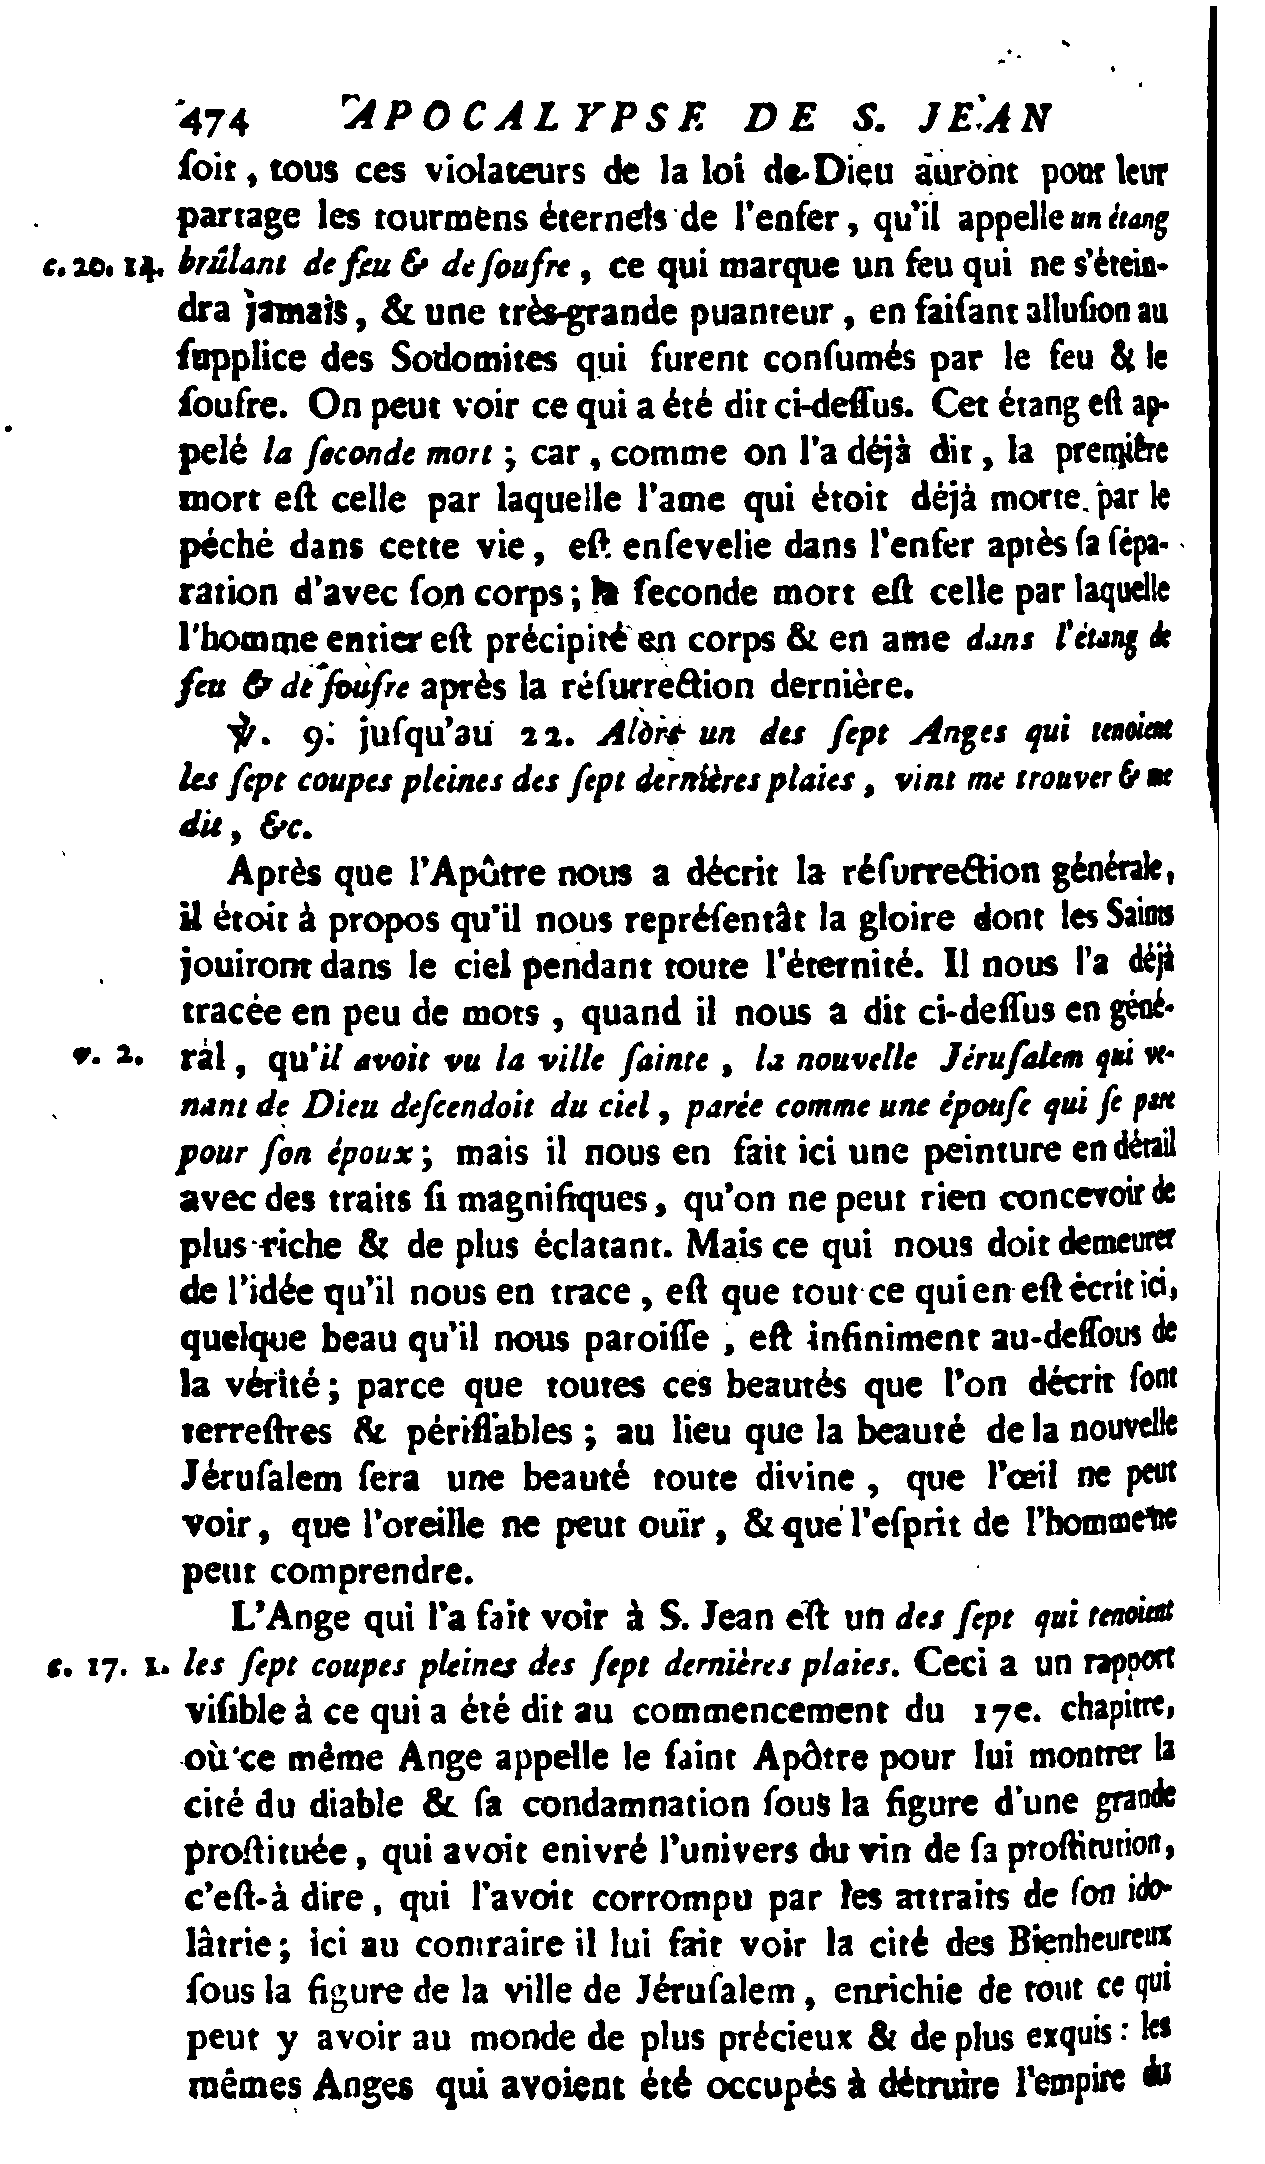 474 APOCALYPSE DE S. JEAN
ſoit, tous ces violateurs de la loi de Dieu auront pour leur
partage les tourmens éternels de l'enfer, qu'il appelle un étang
c. 20. 14. brûlant de feu & de ſoufre, ce qui marque un feu qui ne s'étein-
dra jamais, & une très-grande puanteur, en faiſant alluſion au
ſupplice des Sodomites qui furent conſumés par le feu & le
ſoufre. On peut voir ce qui a été dit ci-deſſus. Cet étang eſt ap-
pelé la ſeconde mort; car, comme on l'a déjà dit, la première
mort eſt celle par laquelle l'ame qui étoit déjà morte par le
péché dans cette vie, eſt enſevelie dans l'enfer après ſa ſépa-
ration d'avec ſon corps; la ſeconde mort eſt celle par laquelle
l'homme entier eſt précipité en corps & en ame dans l'étang de
feu & de ſoufre après la réſurrection dernière.
℣. 9. juſqu'au 22. Alors un des ſept Anges qui tenoient
les ſept coupes pleines des ſept dernières plaies, vint me trouver & me
dit, &c.
Après que l'Apûtre nous a décrit la réſurrection générale,
il étoit à propos qu'il nous repréſentât la gloire dont les Saints
jouiront dans le ciel pendant toute l'éternité. Il nous l'a déjà
tracée en peu de mots, quand il nous a dit ci-deſſus en géné-
v. 2. ral, qu'il avoit vu la ville ſainte, la nouvelle Jéruſalem qui ve-
nant de Dieu deſcendoit du ciel, parée comme une épouſe qui ſe pare
pour ſon époux; mais il nous en fait ici une peinture en détail
avec des traits ſi magnifiques, qu'on ne peut rien concevoir de
plus riche & de plus éclatant. Mais ce qui nous doit demeurer
de l'idée qu'il nous en trace, eſt que tout ce qui en eſt écrit ici,
quelque beau qu'il nous paroiſſe, eſt infiniment au-deſſous de
la vérité; parce que toutes ces beautés que l'on décrit ſont
terreſtres & périſſables; au lieu que la beauté de la nouvelle
Jéruſalem ſera une beauté toute divine, que l'œil ne peut
voir, que l'oreille ne peut ouïr, & que l'eſprit de l'homme ne
peut comprendre.
L'Ange qui l'a fait voir à S. Jean eſt un des ſept qui tenoient
c. 17. 1. les ſept coupes pleines des ſept dernières plaies. Ceci a un rapport
viſible à ce qui a été dit au commencement du 17e. chapitre,
où ce même Ange appelle le ſaint Apôtre pour lui montrer la
cité du diable & ſa condamnation ſous la figure d'une grande
proſtituée, qui avoit enivré l'univers du vin de ſa proſtitution,
c'eſt-à dire, qui l'avoit corrompu par les attraits de ſon ido-
lâtrie; ici au contraire il lui fait voir la cité des Bienheureux
ſous la figure de la ville de Jéruſalem, enrichie de tout ce qui
peut y avoir au monde de plus précieux & de plus exquis: les
mêmes Anges qui avoient été occupés à détruire l'empire du